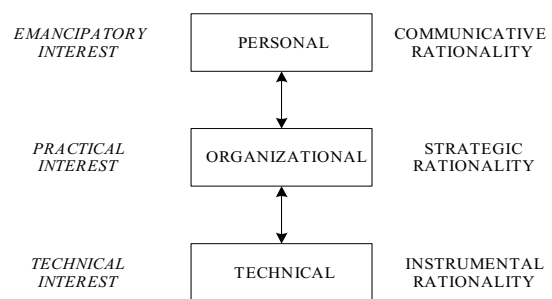 EMANCIPATORY
INTEREST
PERSONAL
COMMUNICATIVE
RATIONALITY
PRACTICAL
INTEREST
ORGANIZATIONAL
STRATEGIC
RATIONALITY
TECHNICAL
INTEREST
TECHNICAL
INSTRUMENTAL
RATIONALITY